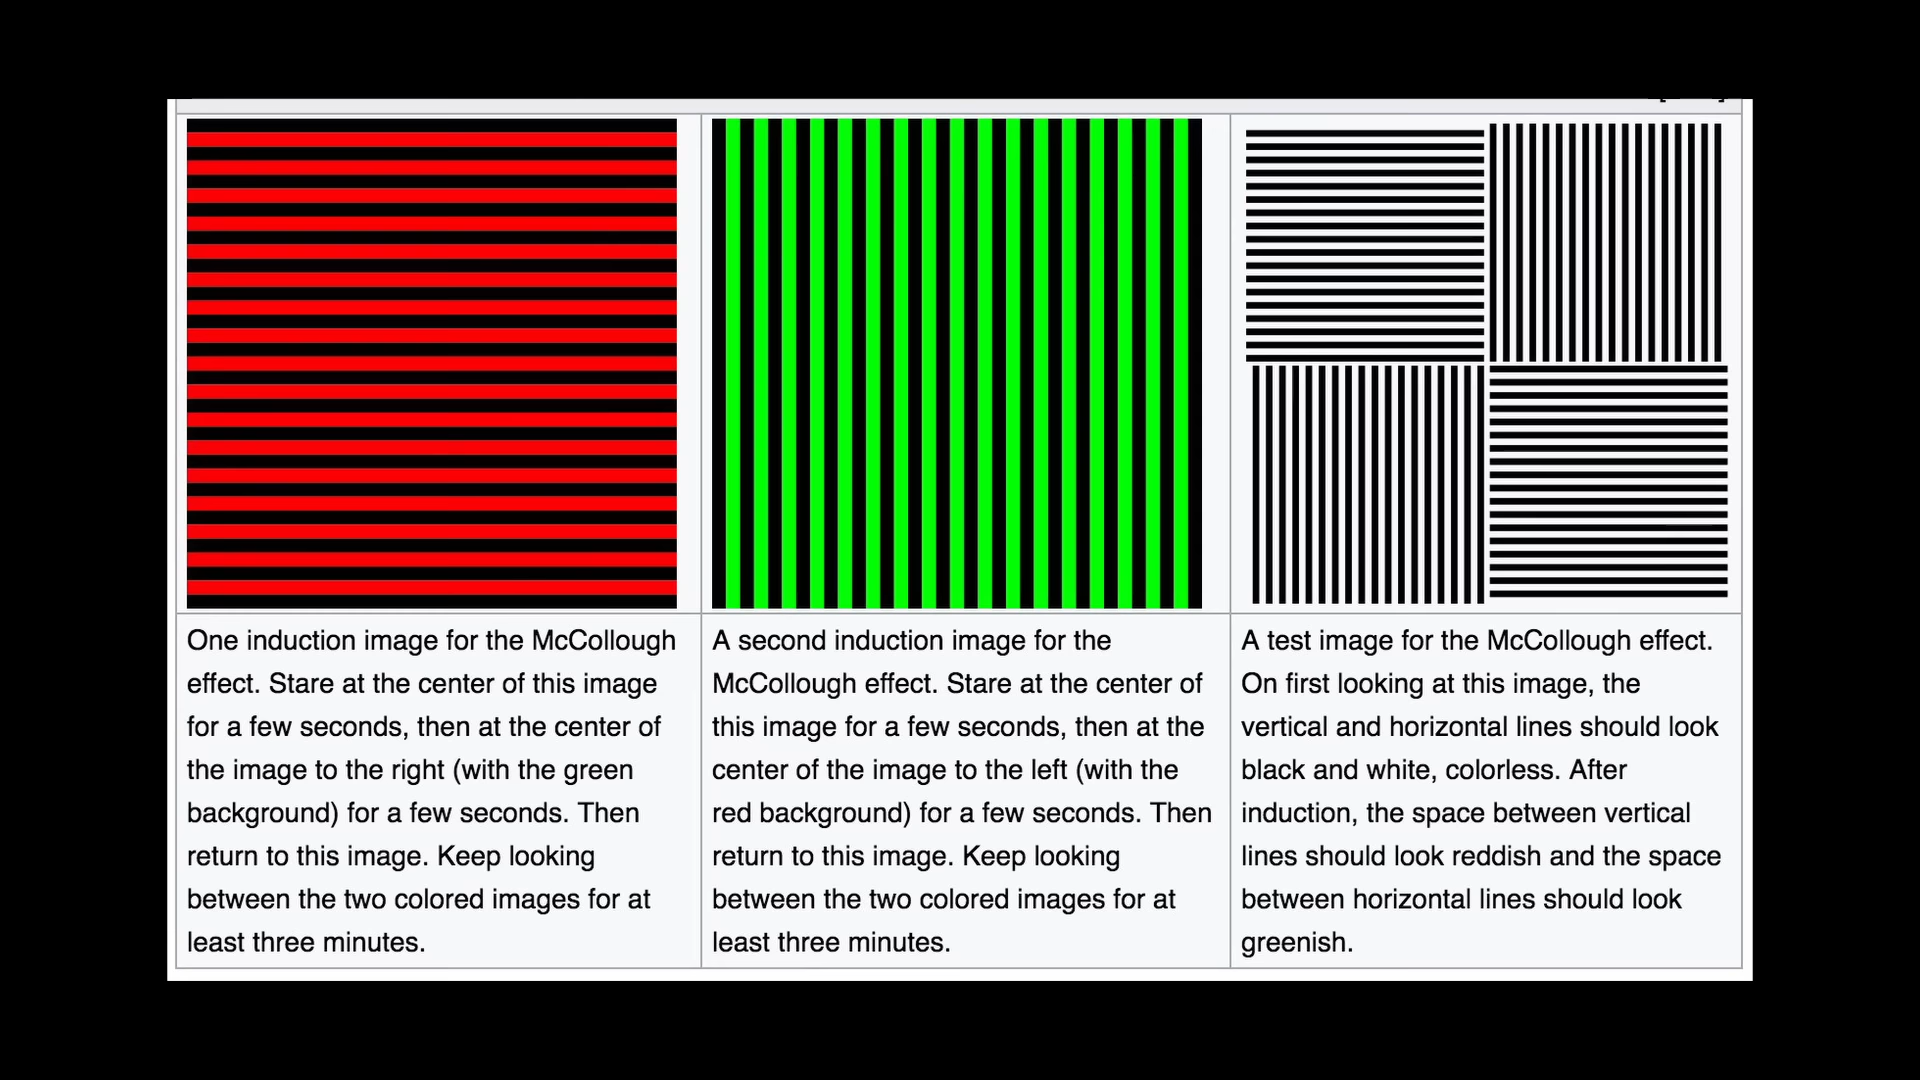 One induction image for the McCollough
effect. Stare at the center of this image
for a few seconds, then at the center of
the image to the right (with the green
background) for a few seconds. Then
return to this image. Keep looking
between the two colored images for at
least three minutes.
A second induction image for the
McCollough effect. Stare at the center of
this image for a few seconds, then at the
center of the image to the left (with the
red background) for a few seconds. Then
return to this image. Keep looking
between the two colored images for at
least three minutes.
A test image for the McCollough effect.
On first looking at this image, the
vertical and horizontal lines should look
black and white, colorless. After
induction, the space between vertical
lines should look reddish and the space
between horizontal lines should look
greenish.